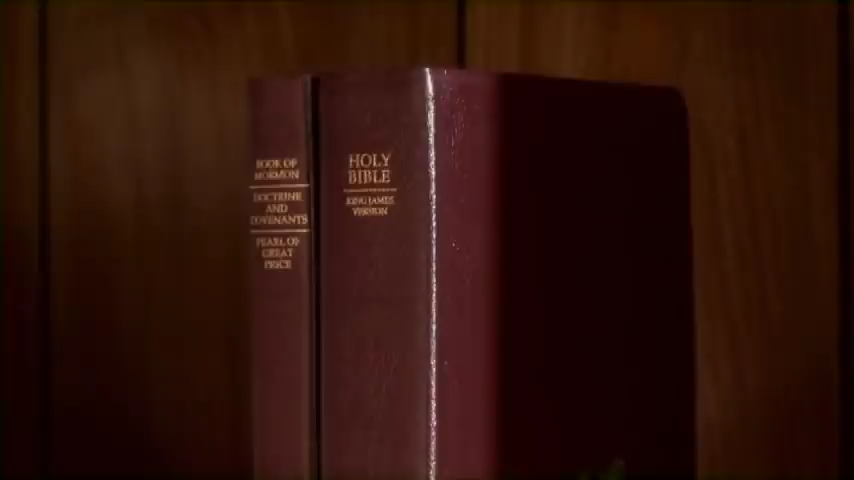 BOOK OF
MORMON
DOCTRINE
AND
COVENANTS
PEARL OF
GREAT
PRICE
HOLY
BIBLE
KING JAMES
VERSION